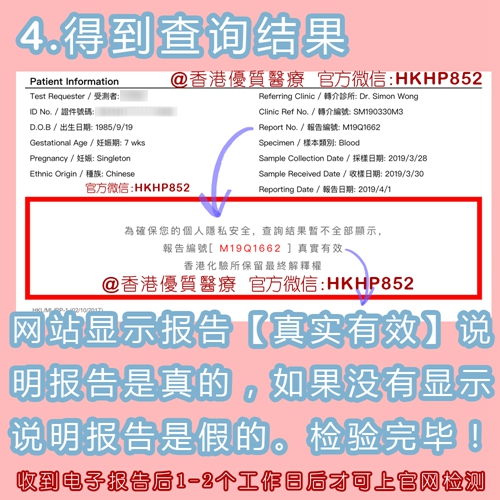 4.得到查询结果
Patient Information
@香港優質醫療 官方微信:HKHP852
Test Requester / 受測者:
Referring Clinic / 轉介診所: Dr. Simon Wong
ID No. / 證件號碼:
Clinic Ref No. / 轉介編號: SM190330M3
D.O.B / 出生日期: 1985/9/19
Report No. / 報告編號: M19Q1662
Gestational Age / 妊娠期: 7 wks
Specimen / 樣本類別: Blood
Pregnancy / 妊娠: Singleton
Sample Collection Date / 採樣日期: 2019/3/28
Ethnic Origin / 種族: Chinese
Sample Received Date / 收樣日期: 2019/3/30
官方微信:HKHP852
Reporting Date / 報告日期: 2019/4/1
為確保您的個人隱私安全, 查詢結果暫不全部顯示,
報告編號[ M19Q1662 ] 真實有效
香港化驗所保留最終解釋權
@香港優質醫療 官方微信:HKHP852
网站显示报告【真实有效】说
明报告是真的，如果没有显示
说明报告是假的。检验完毕！
收到电子报告后1-2个工作日后才可上官网检测